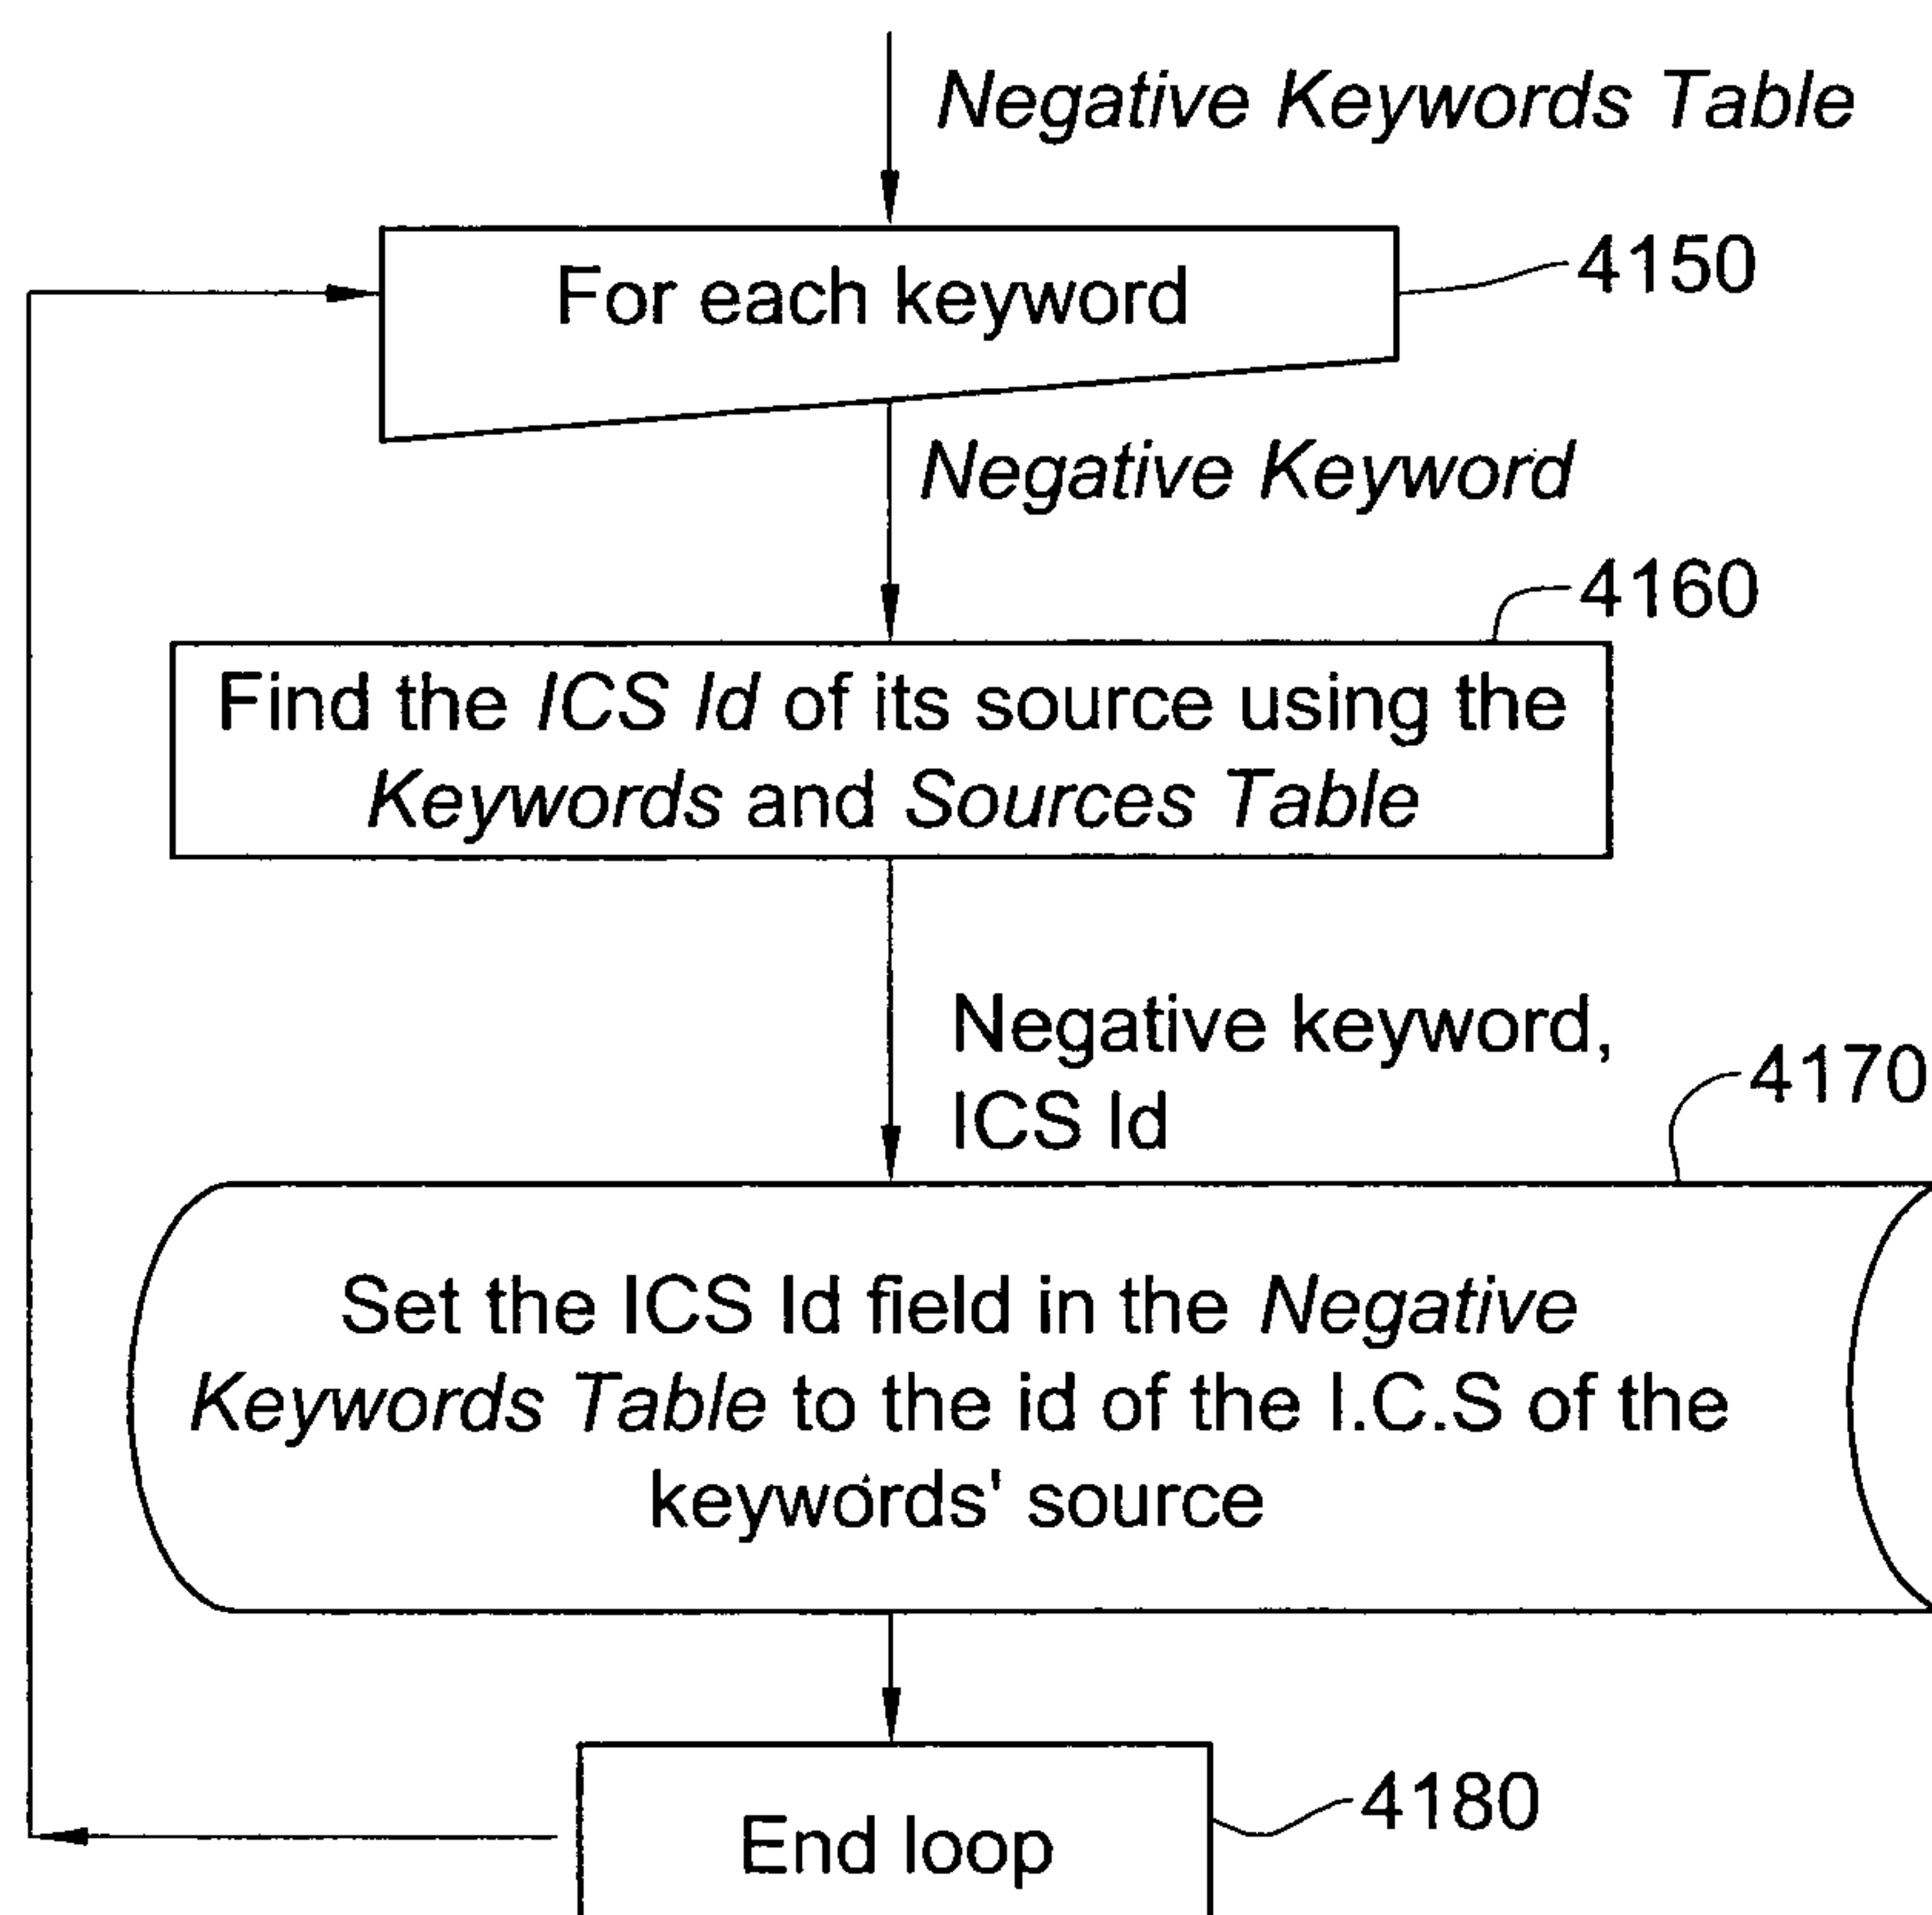 Negative Keywords Table
For each keyword
4150
Negative Keyword
4160
Find the ICS Id of its source using the
Keywords and Sources Table
Negative keyword,
ICS Id
4170
Set the ICS Id field in the Negative
Keywords Table to the id of the I.C.S of the
keywords' source
4180
End loop